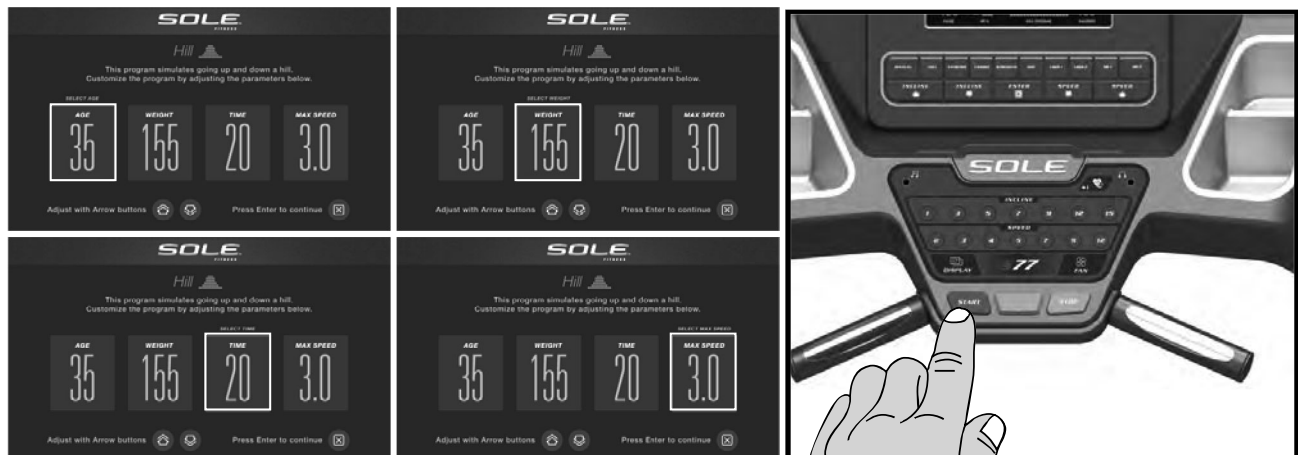 SOLE
FITNESS
Hill
This program simulates going up and down a hill.
Customize the program by adjusting the parameters below.
SELECT AGE
AGE WEIGHT TIME MAX SPEED
35 155 20 3.0
Adjust with Arrow buttons Press Enter to continue
SOLE
FITNESS
Hill
This program simulates going up and down a hill.
Customize the program by adjusting the parameters below.
SELECT WEIGHT
AGE WEIGHT TIME MAX SPEED
35 155 20 3.0
Adjust with Arrow buttons Press Enter to continue
SOLE
FITNESS
Hill
This program simulates going up and down a hill.
Customize the program by adjusting the parameters below.
SELECT TIME
AGE WEIGHT TIME MAX SPEED
35 155 20 3.0
Adjust with Arrow buttons Press Enter to continue
SOLE
FITNESS
Hill
This program simulates going up and down a hill.
Customize the program by adjusting the parameters below.
SELECT MAX SPEED
AGE WEIGHT TIME MAX SPEED
35 155 20 3.0
Adjust with Arrow buttons Press Enter to continue
INCLINE INCLINE ENTER SPEED SPEED
SOLE
INCLINE
1 3 5 7 9 12 15
SPEED
2 3 4 5 7 9 12
DISPLAY 77 FAN
START STOP